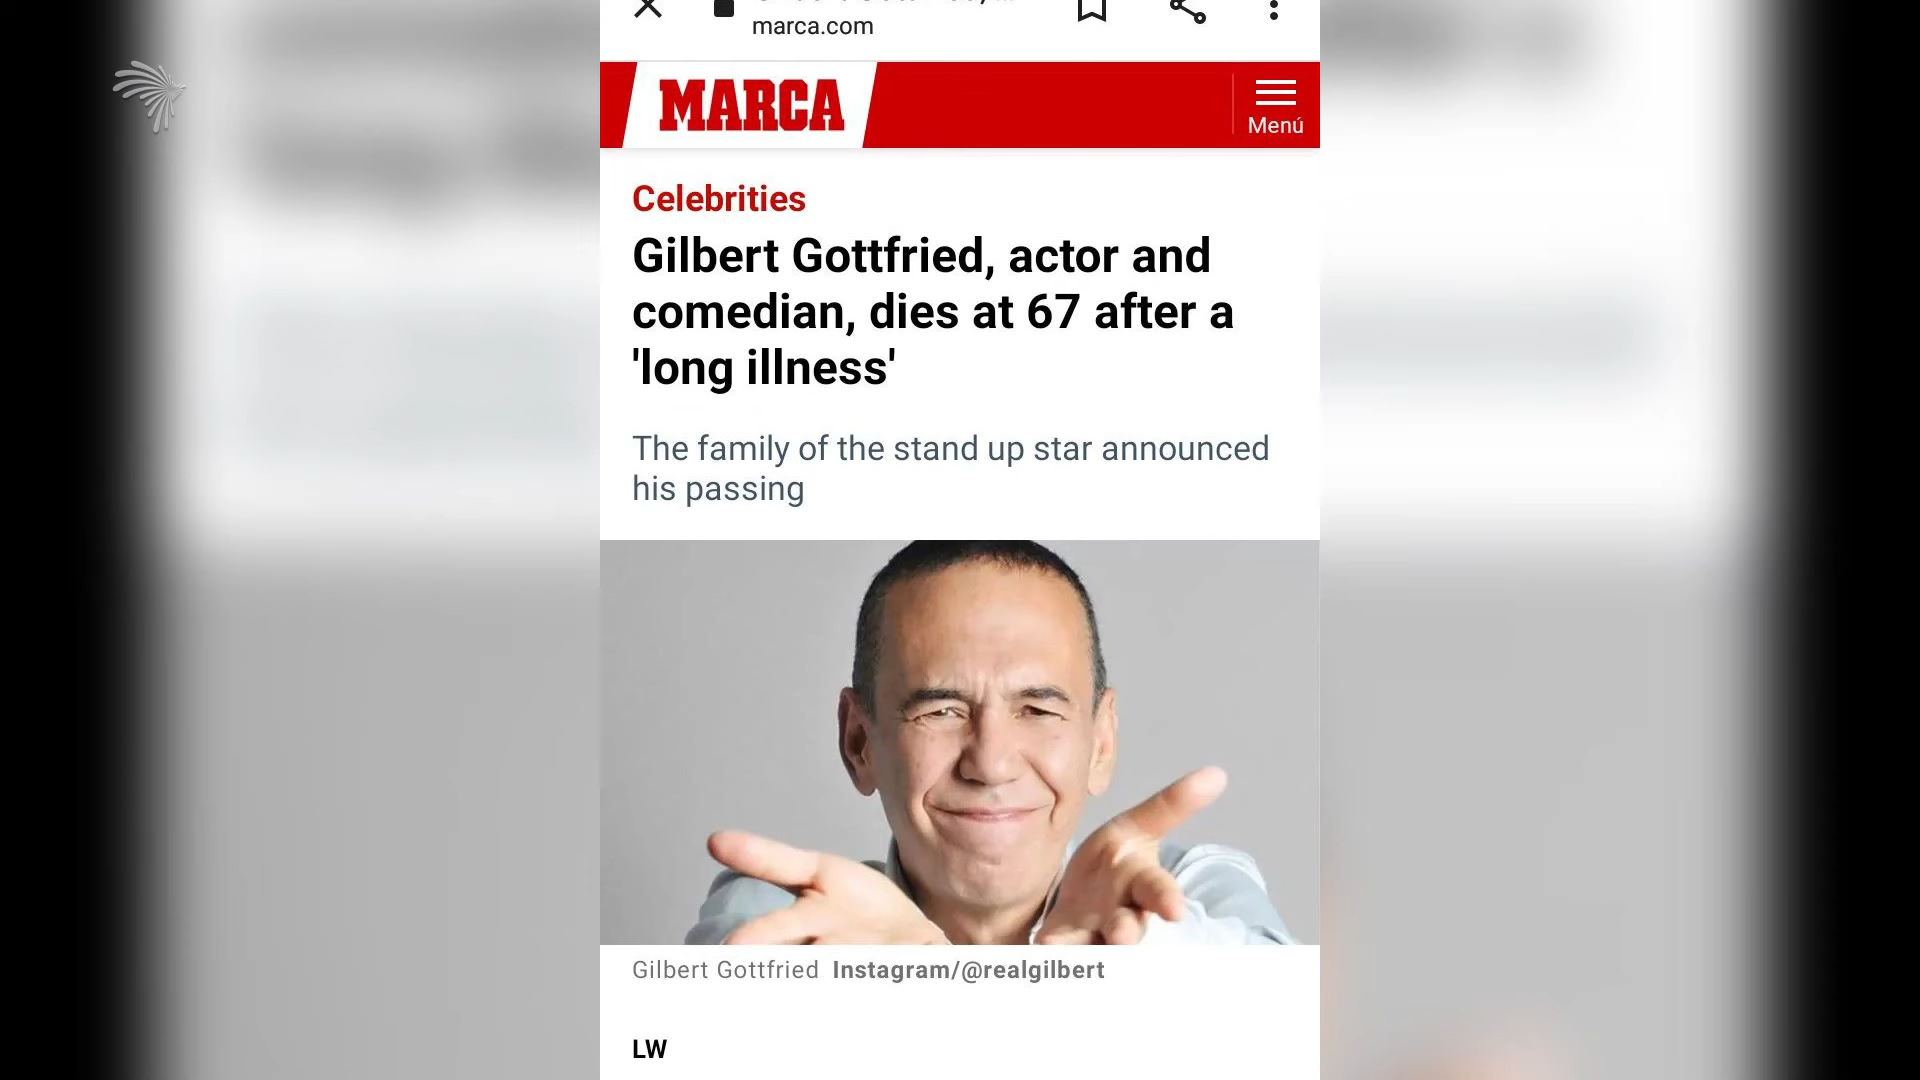 marca.com
MARCA
Menú
Celebrities
Gilbert Gottfried, actor and
comedian, dies at 67 after a
'long illness'
The family of the stand up star announced
his passing
Gilbert Gottfried Instagram/@realgilbert
LW